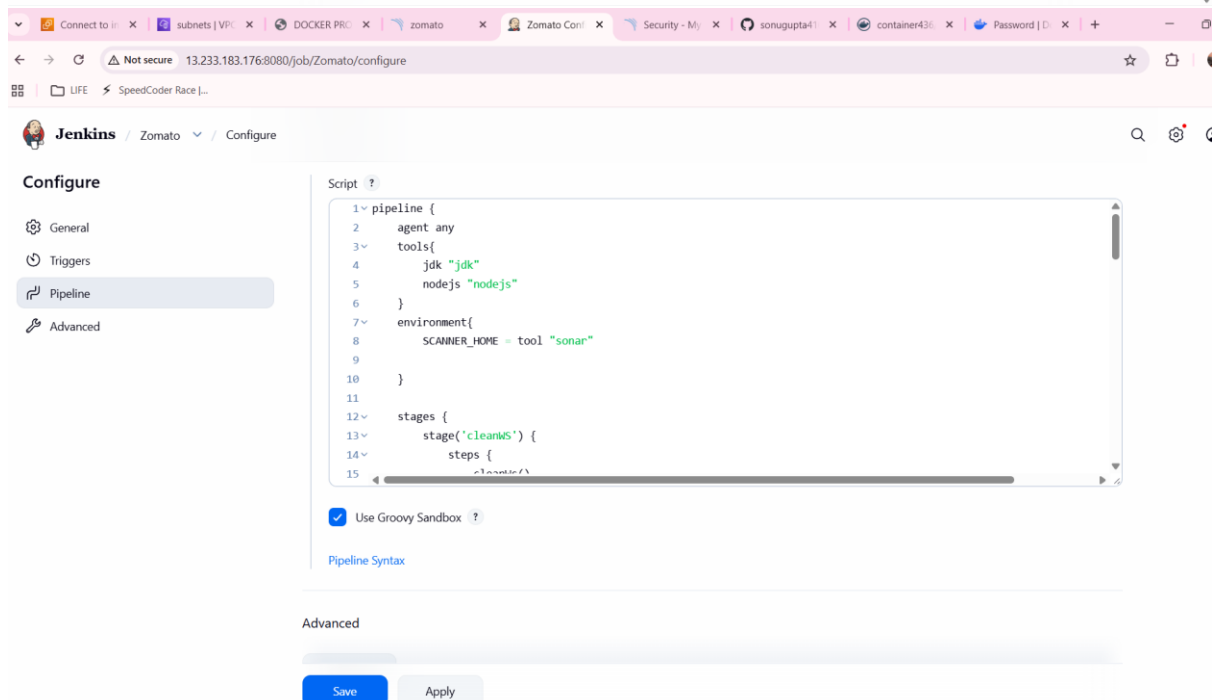 Connect to in
subnets | VPC
DOCKER PRO
zomato
Zomato Conf
Security - My
sonugupta41
container436
Password | Do
Not secure 13.233.183.176:8080/job/Zomato/configure
LIFE
SpeedCoder Race |...
Jenkins / Zomato / Configure
Configure
General
Triggers
Pipeline
Advanced
Script ?
1 pipeline {
2 agent any
3 tools{
4 jdk "jdk"
5 nodejs "nodejs"
6 }
7 environment{
8 SCANNER_HOME = tool "sonar"
9
10 }
11
12 stages {
13 stage('cleanWS') {
14 steps {
15 cleanWs()
Use Groovy Sandbox ?
Pipeline Syntax
Advanced
Save
Apply